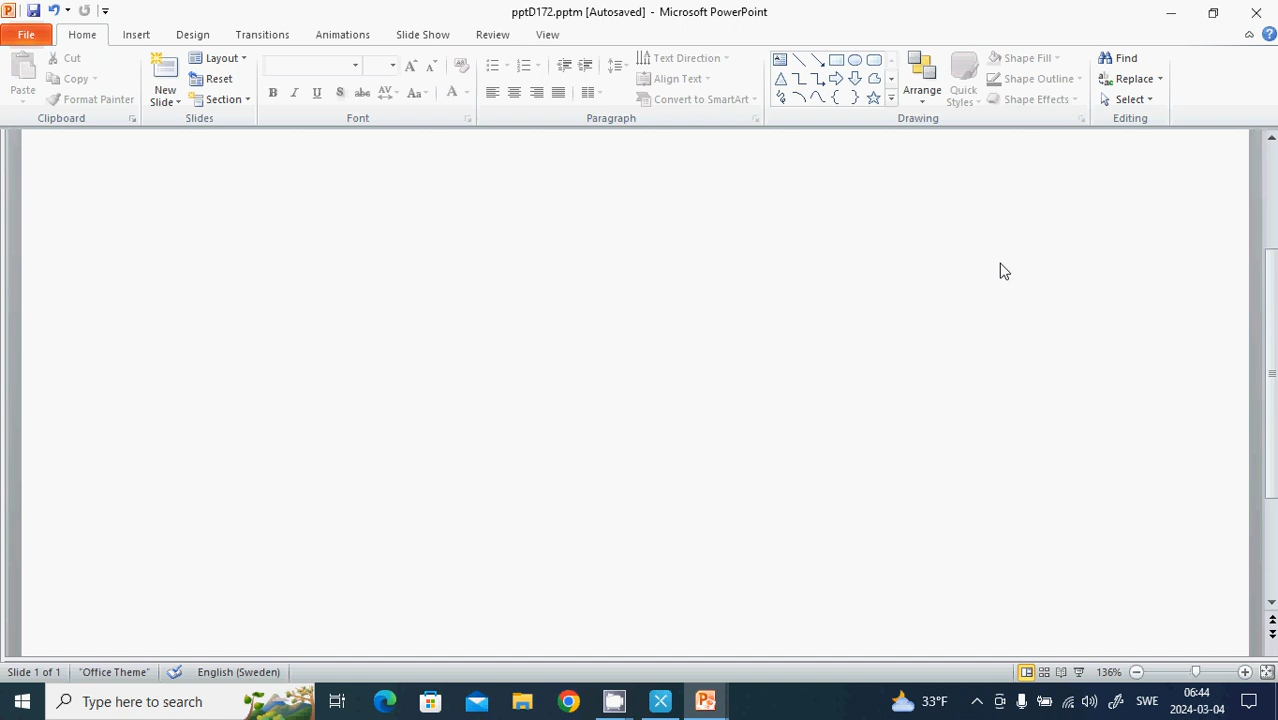 pptD172.pptm [Autosaved] - Microsoft PowerPoint
File Home Insert Design Transitions Animations Slide Show Review View
Paste
Cut
Copy
Format Painter
Clipboard
New Slide
Layout
Reset
Section
Slides
B I U S abc AV Aa A
Font
Text Direction
Align Text
Convert to SmartArt
Paragraph
Arrange
Quick Styles
Shape Fill
Shape Outline
Shape Effects
Drawing
Find
Replace
Select
Editing
Slide 1 of 1 "Office Theme" English (Sweden) 136%
Type here to search 33°F SWE 06:44
2024-03-04